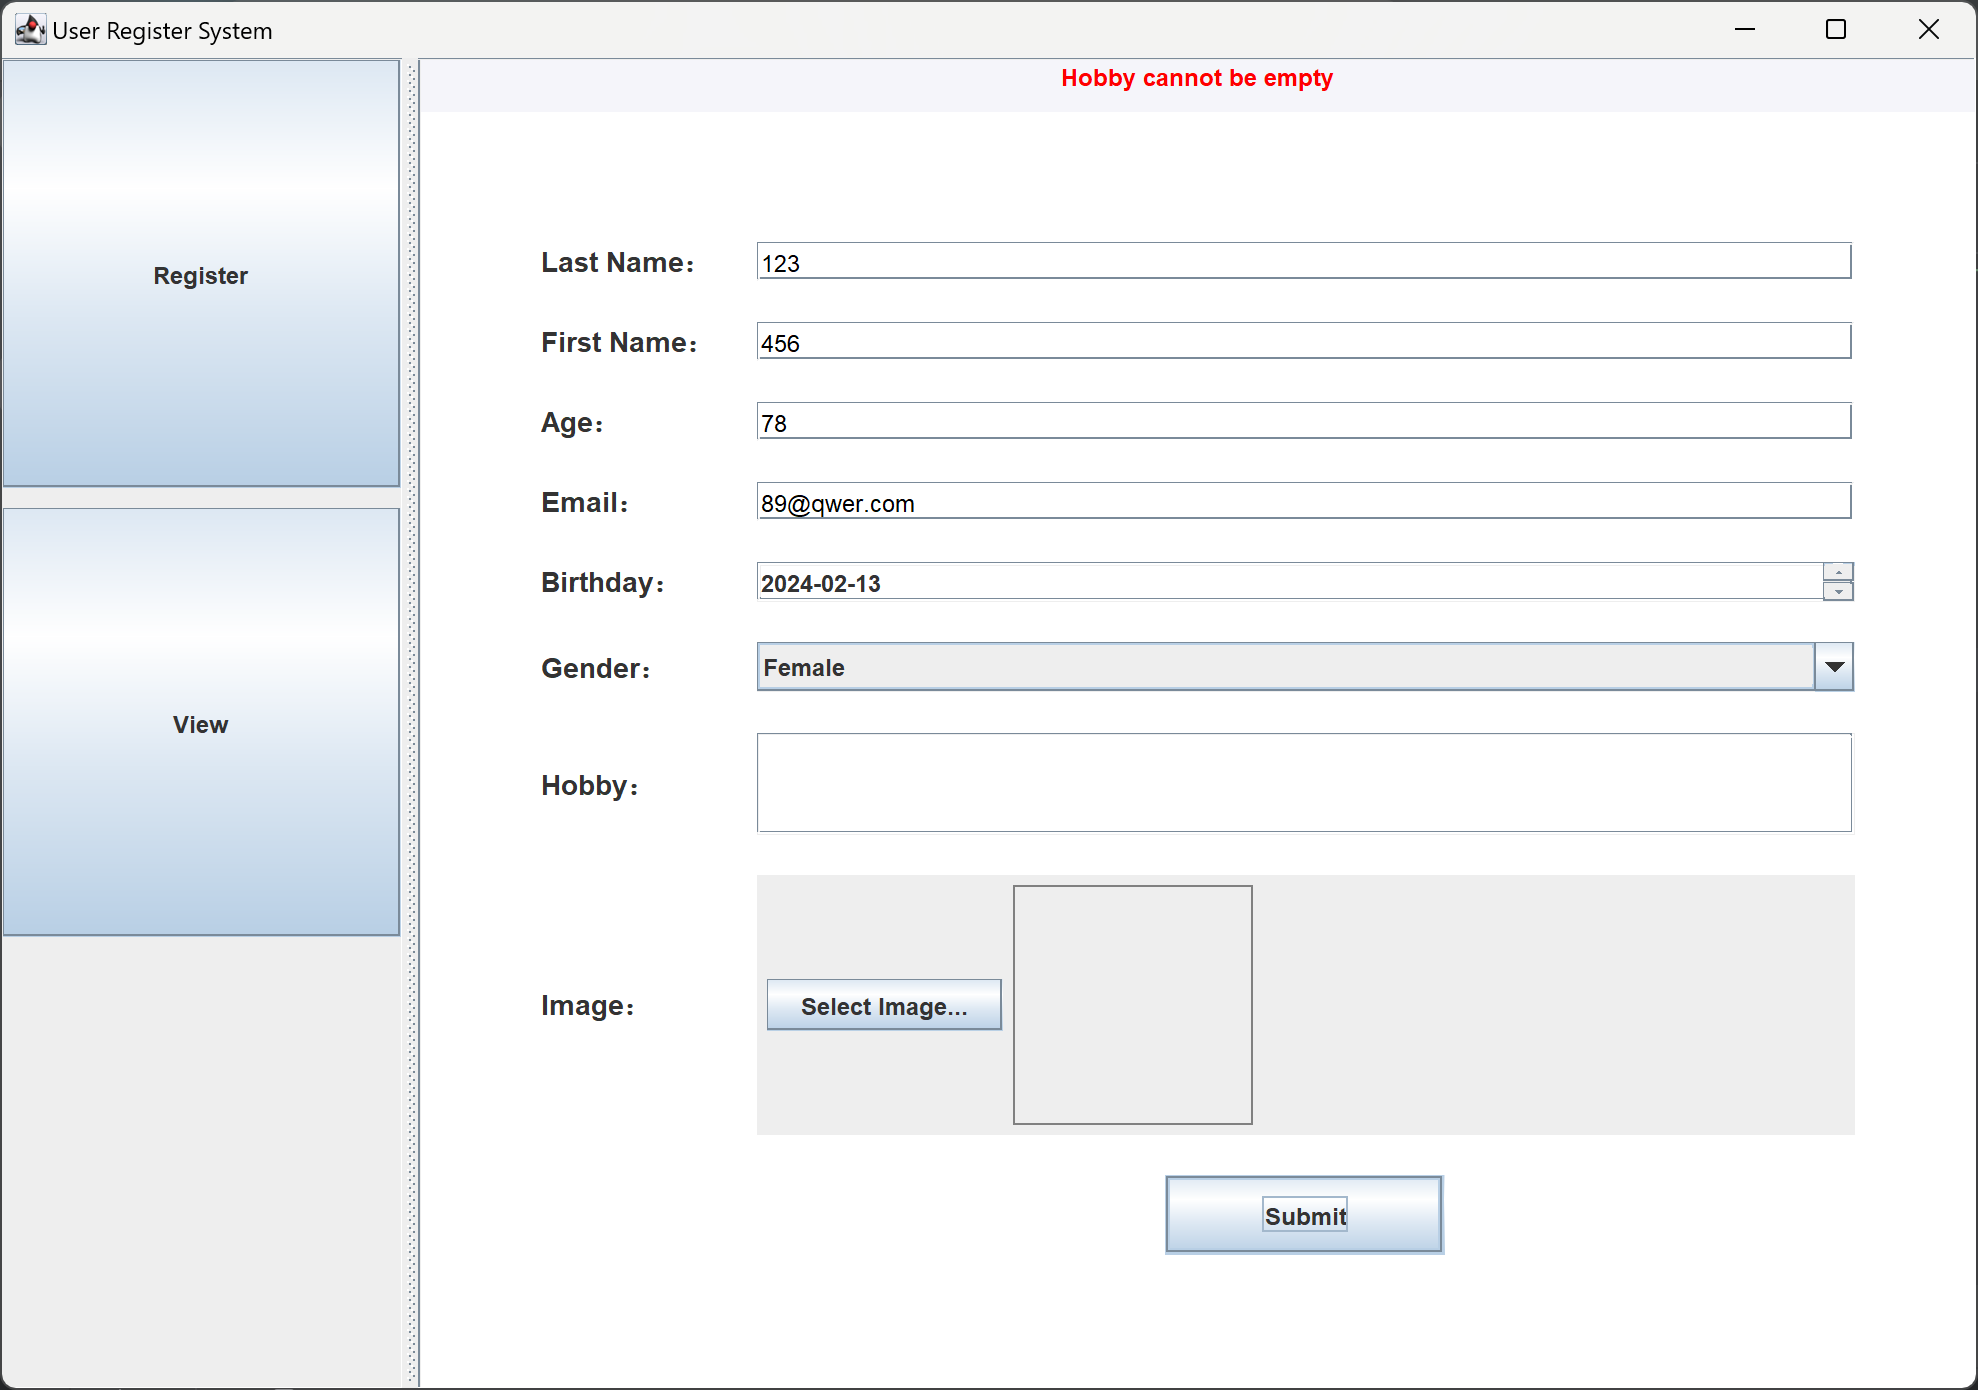 User Register System
Register
View
Hobby cannot be empty
Last Name： 123
First Name： 456
Age： 78
Email： 89@qwer.com
Birthday： 2024-02-13
Gender： Female
Hobby：
Image： Select Image...
Submit